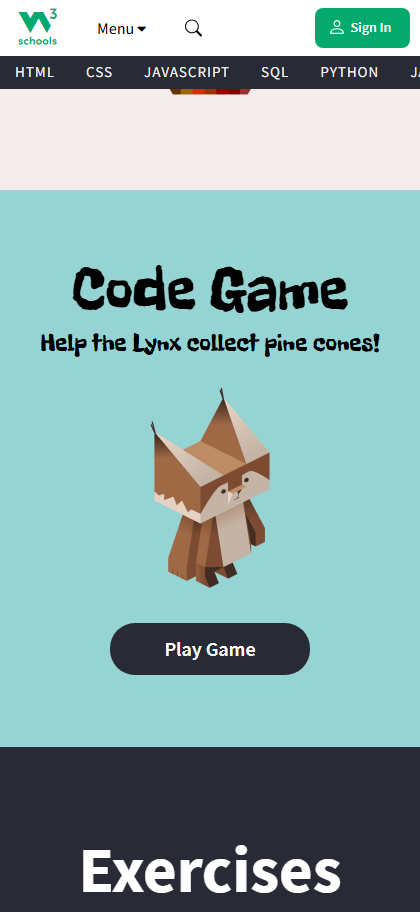 W3
schools
Menu
Sign In
HTML CSS JAVASCRIPT SQL PYTHON
Code Game
Help the Lynx collect pine cones!
Play Game
Exercises